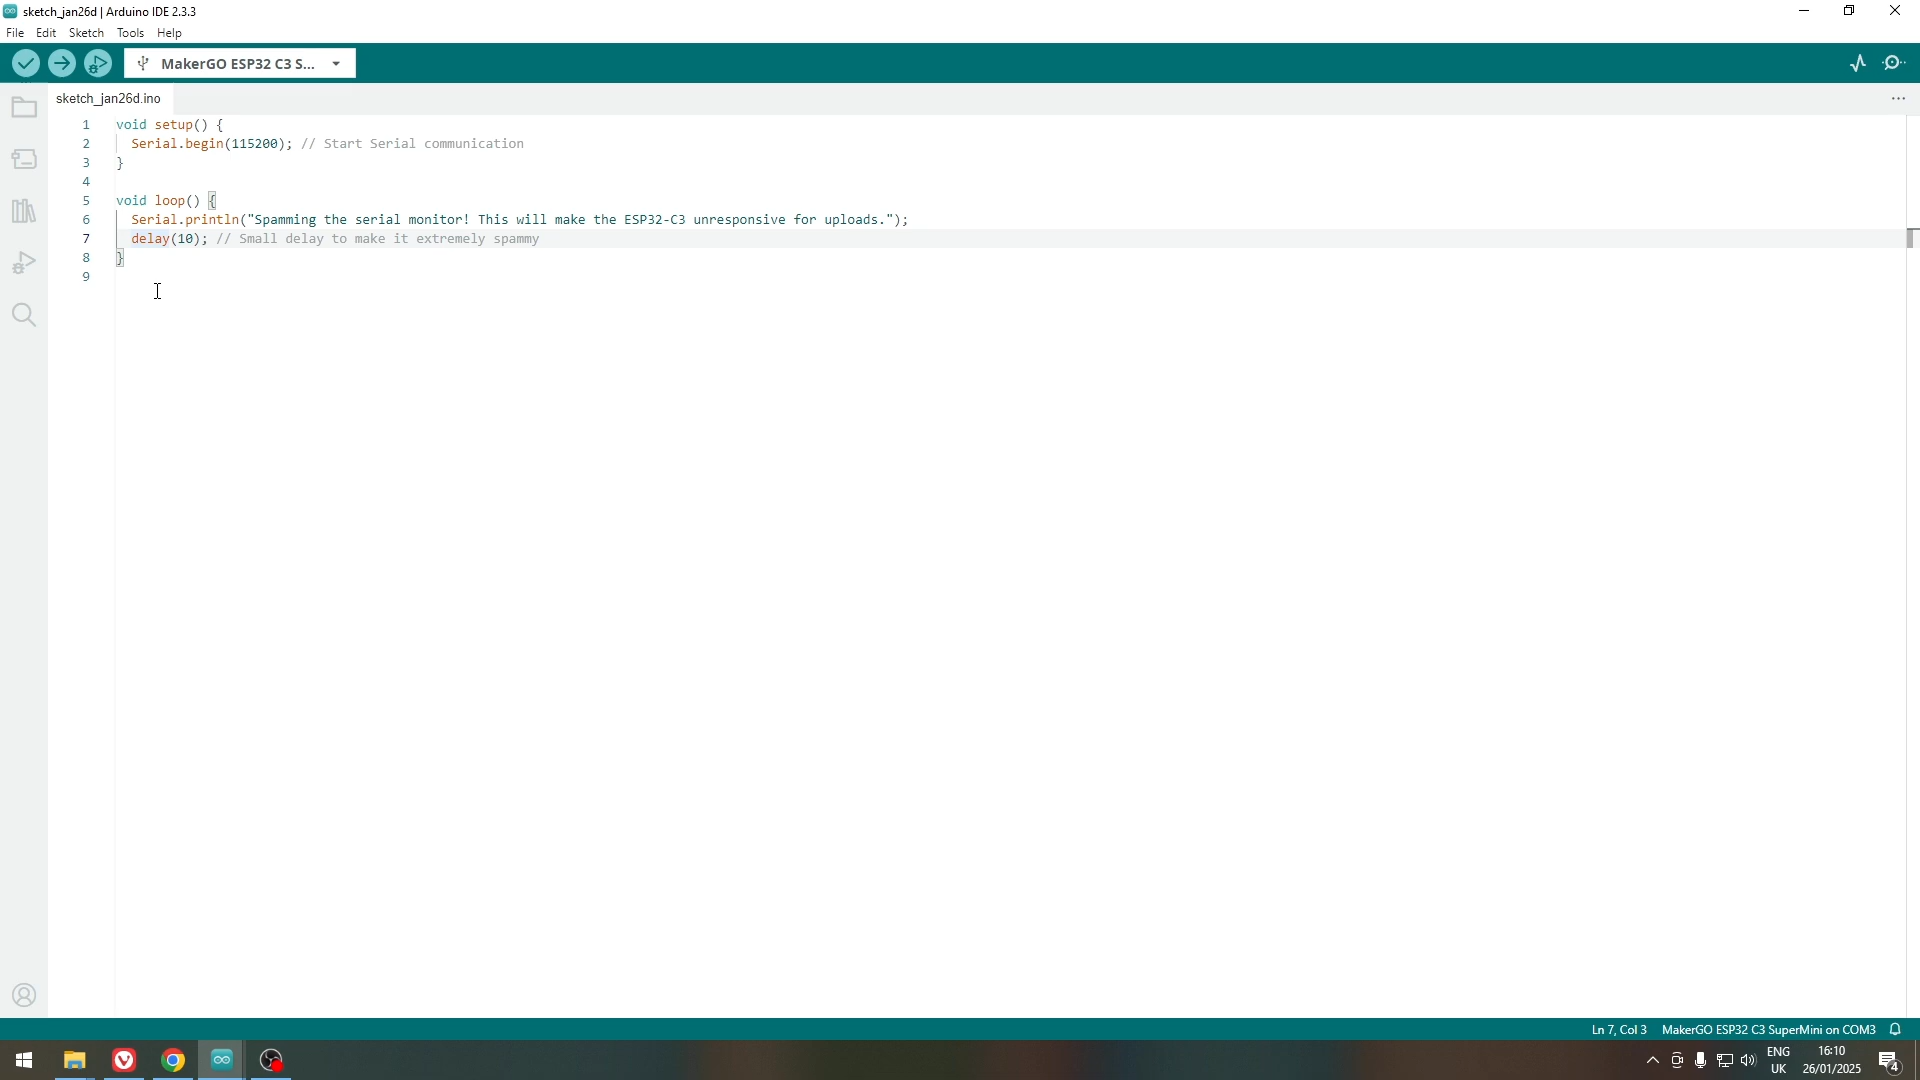 sketch_jan26d | Arduino IDE 2.3.3
File Edit Sketch Tools Help
MakerGO ESP32 C3 S...
sketch_jan26d.ino
1 void setup() {
2 Serial.begin(115200); // Start Serial communication
3 }
4
5 void loop() {
6 Serial.println("Spamming the serial monitor! This will make the ESP32-C3 unresponsive for uploads.");
7 delay(10); // Small delay to make it extremely spammy
8 }
9
Ln 7, Col 3 MakerGO ESP32 C3 SuperMini on COM3
ENG 16:10
UK 26/01/2025 4